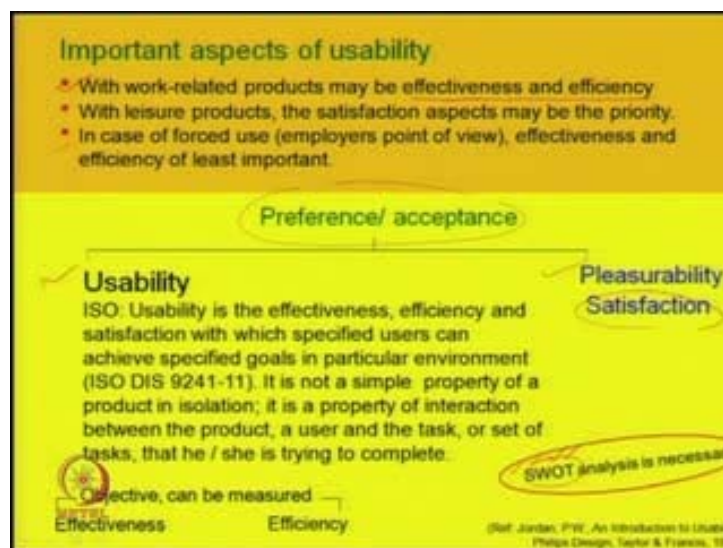 Important aspects of usability
• With work-related products may be effectiveness and efficiency
• With leisure products, the satisfaction aspects may be the priority.
• In case of forced use (employers point of view), effectiveness and
efficiency of least important.
Preference/ acceptance
Usability
ISO: Usability is the effectiveness, efficiency and
satisfaction with which specified users can
achieve specified goals in particular environment
(ISO DIS 9241-11). It is not a simple property of a
product in isolation; it is a property of interaction
between the product, a user and the task, or set of
tasks, that he / she is trying to complete.
Pleasurability
Satisfaction
SWOT analysis is necessar
Objective, can be measured
Effectiveness Efficiency
(Ref: Jordan, P.W., An Introduction to Usab
Philips Design, Taylor & Francis,
NPTEL